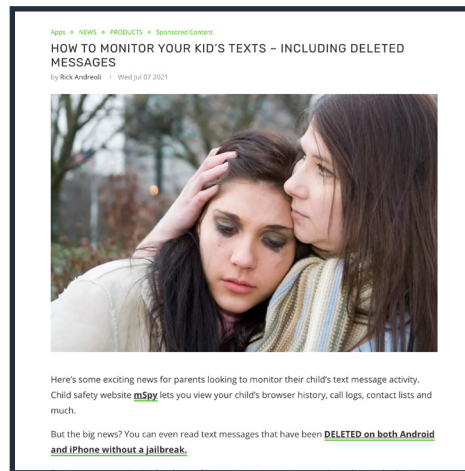 Apps ◆ NEWS ◆ PRODUCTS ◆ Sponsored Content
HOW TO MONITOR YOUR KID'S TEXTS – INCLUDING DELETED
MESSAGES
by Rick Andreoli | Wed Jul 07 2021
Here's some exciting news for parents looking to monitor their child's text message activity.
Child safety website mSpy lets you view your child's browser history, call logs, contact lists and
much.
But the big news? You can even read text messages that have been DELETED on both Android
and iPhone without a jailbreak.